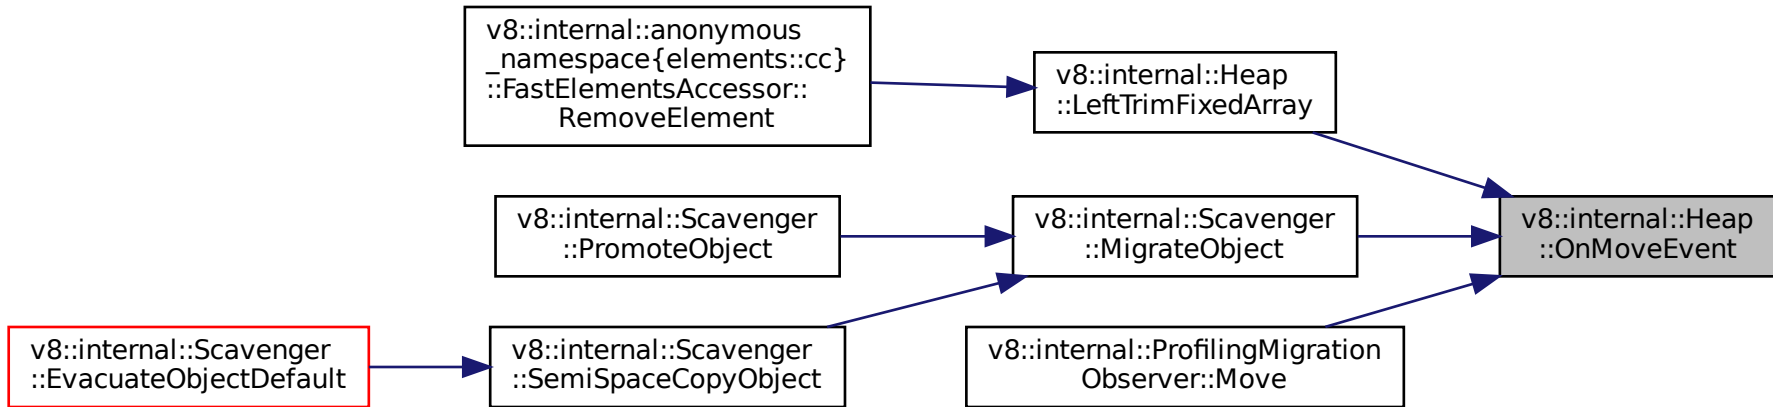 v8::internal::anonymous
_namespace{elements::cc}
::FastElementsAccessor::
RemoveElement
v8::internal::Heap
::LeftTrimFixedArray
v8::internal::Scavenger
::PromoteObject
v8::internal::Scavenger
::MigrateObject
v8::internal::Heap
::OnMoveEvent
v8::internal::Scavenger
::EvacuateObjectDefault
v8::internal::Scavenger
::SemiSpaceCopyObject
v8::internal::ProfilingMigration
Observer::Move